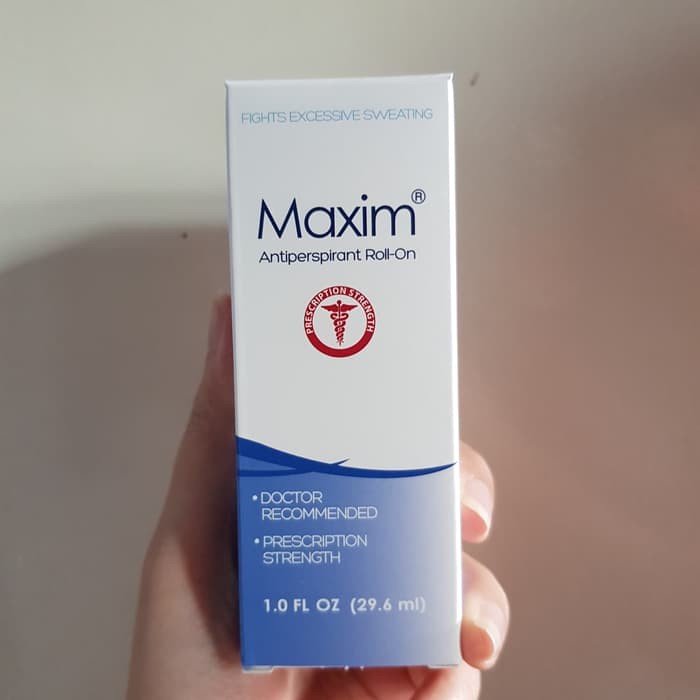 FIGHTS EXCESSIVE SWEATING
Maxim®
Antiperspirant Roll-On
PRESCRIPTION STRENGTH
• DOCTOR
RECOMMENDED
• PRESCRIPTION
STRENGTH
1.0 FL OZ (29.6 ml)